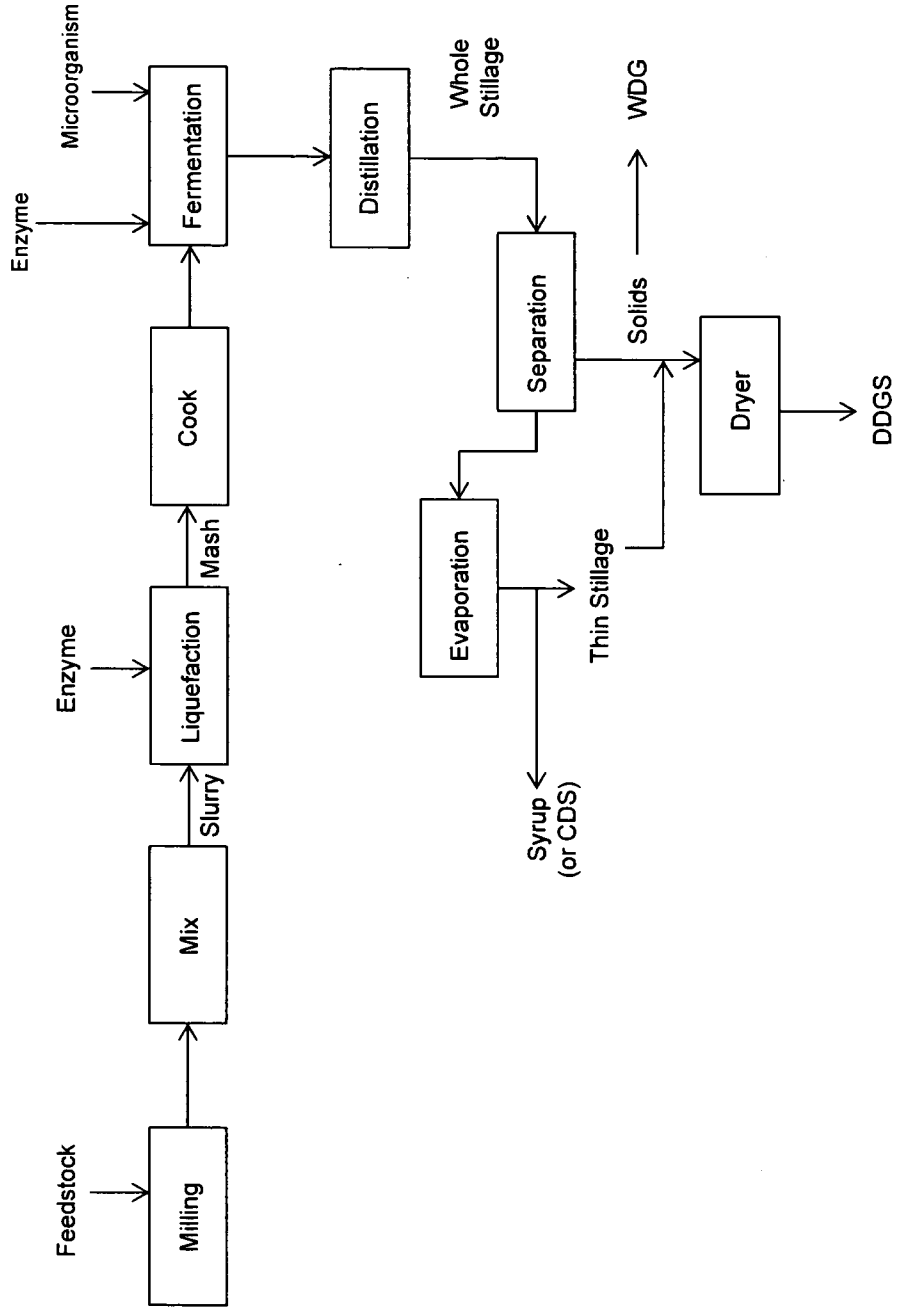 Feedstock
Milling
Mix
Slurry
Enzyme
Liquefaction
Mash
Cook
Enzyme
Microorganism
Fermentation
Distillation
Whole
Stillage
Separation
Evaporation
Syrup
(or CDS)
Thin Stillage
Solids
WDG
Dryer
DDGS